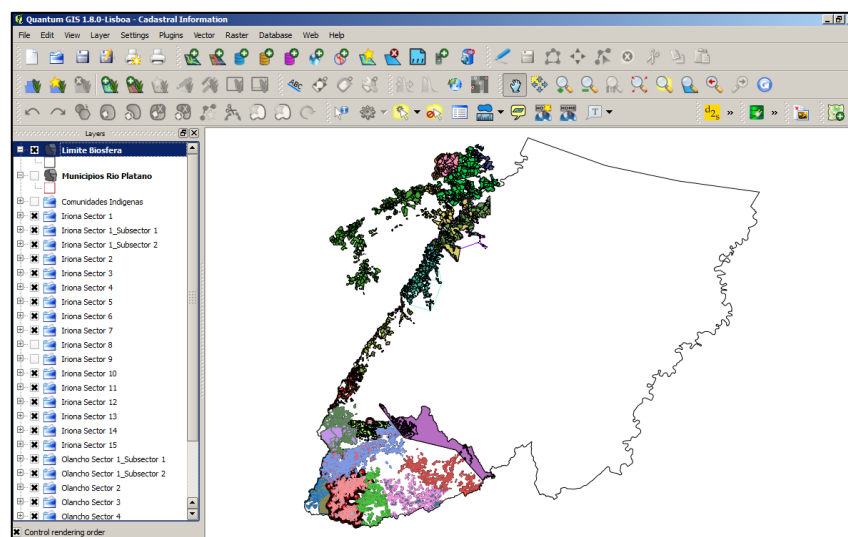 Quantum GIS 1.8.0-Lisboa - Cadastral Information
File Edit View Layer Settings Plugins Vector Raster Database Web Help
ABC
HOME HOME T
d2s » »
Layers
Limite Biosfera
Municipios Rio Platano
Comunidades Indigenas
Iriona Sector 1
Iriona Sector 1_Subsector 1
Iriona Sector 1_Subsector 2
Iriona Sector 2
Iriona Sector 3
Iriona Sector 4
Iriona Sector 5
Iriona Sector 6
Iriona Sector 7
Iriona Sector 8
Iriona Sector 9
Iriona Sector 10
Iriona Sector 11
Iriona Sector 12
Iriona Sector 13
Iriona Sector 14
Iriona Sector 15
Olancho Sector 1_Subsector 1
Olancho Sector 1_Subsector 2
Olancho Sector 2
Olancho Sector 3
Olancho Sector 4
Control rendering order